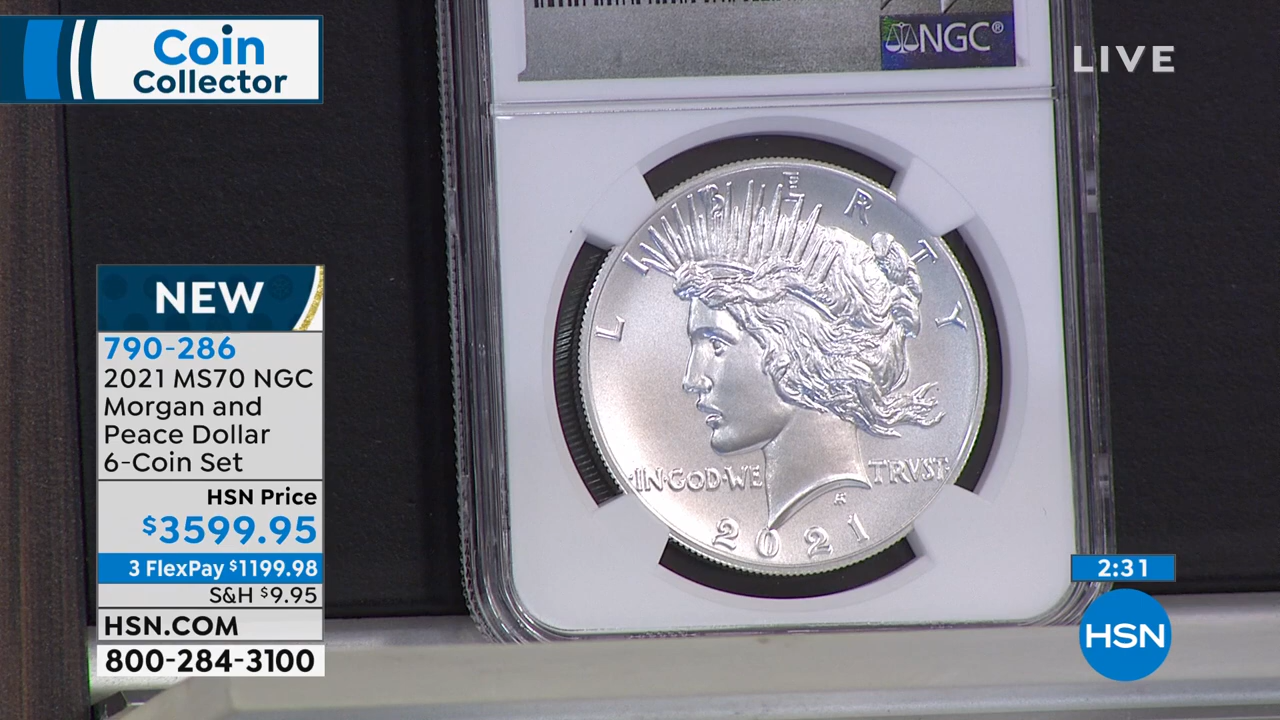 Coin
Collector
NGC®
LIVE
LIBERTY
IN·GOD·WE TRVST·
2021
NEW
790-286
2021 MS70 NGC
Morgan and
Peace Dollar
6-Coin Set
HSN Price
$3599.95
3 FlexPay $1199.98
S&H $9.95
HSN.COM
800-284-3100
2:31
HSN